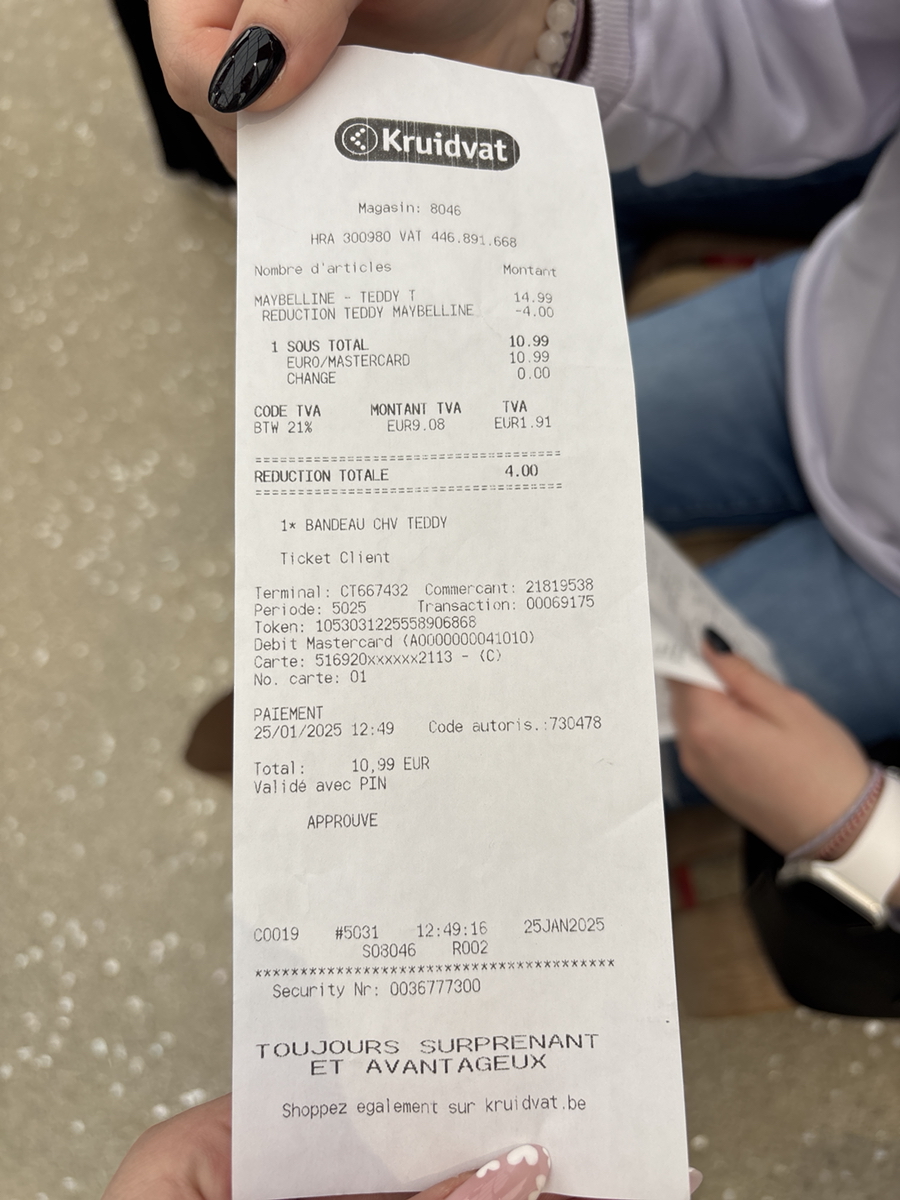 Kruidvat
Magasin: 8046
HRA 300980 VAT 446.891.668
Nombre d'articles Montant
MAYBELLINE - TEDDY T 14.99
REDUCTION TEDDY MAYBELLINE -4.00
1 SOUS TOTAL 10.99
EURO/MASTERCARD 10.99
CHANGE 0.00
CODE TVA MONTANT TVA TVA
BTW 21% EUR9.08 EUR1.91
==================================
REDUCTION TOTALE 4.00
==================================
1* BANDEAU CHV TEDDY
Ticket Client
Terminal: CT667432 Commercant: 21819538
Periode: 5025 Transaction: 00069175
Token: 1053031225558906868
Debit Mastercard (A0000000041010)
Carte: 516920xxxxxx2113 - (C)
No. carte: 01
PAIEMENT
25/01/2025 12:49 Code autoris.:730478
Total: 10,99 EUR
Validé avec PIN
APPROUVE
C0019 #5031 12:49:16 25JAN2025
S08046 R002
****************************************
Security Nr: 0036777300
TOUJOURS SURPRENANT
ET AVANTAGEUX
Shoppez egalement sur kruidvat.be